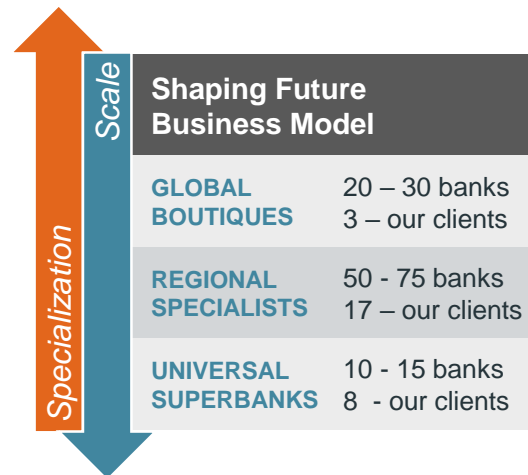 Specialization
Scale
Shaping Future
Business Model
GLOBAL
BOUTIQUES
20 – 30 banks
3 – our clients
REGIONAL
SPECIALISTS
50 - 75 banks
17 – our clients
UNIVERSAL
SUPERBANKS
10 - 15 banks
8 - our clients